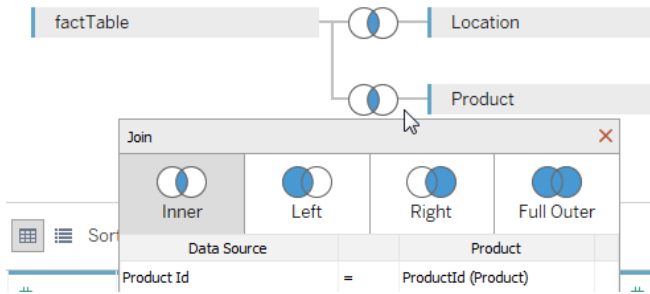 factTable
Location
Product
Join
Inner Left Right Full Outer
Sort
Data Source Product
Product Id = ProductId (Product)
# #